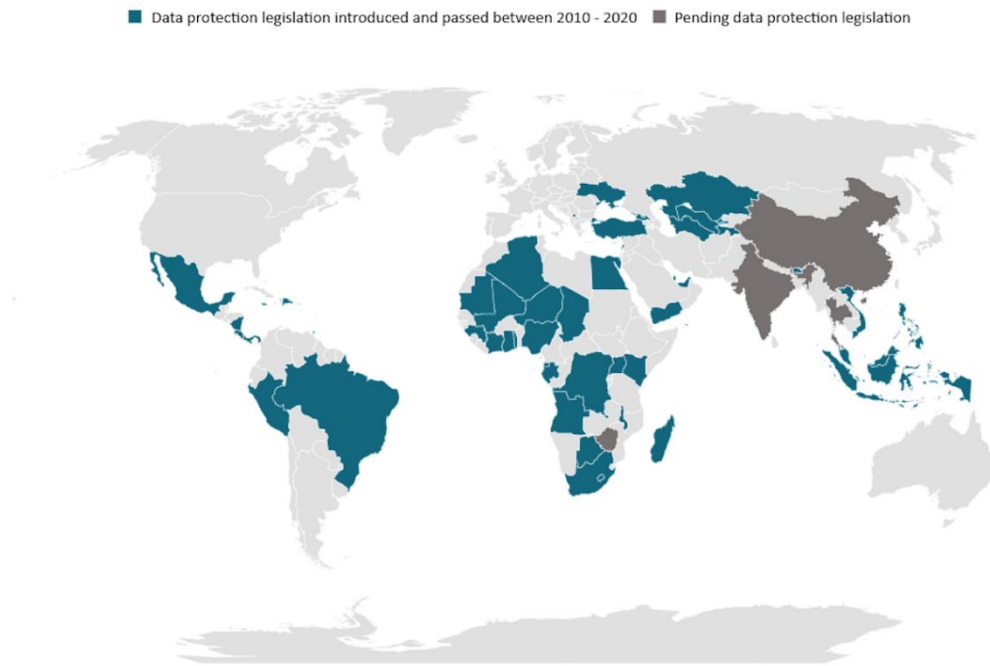 Data protection legislation introduced and passed between 2010 - 2020 Pending data protection legislation